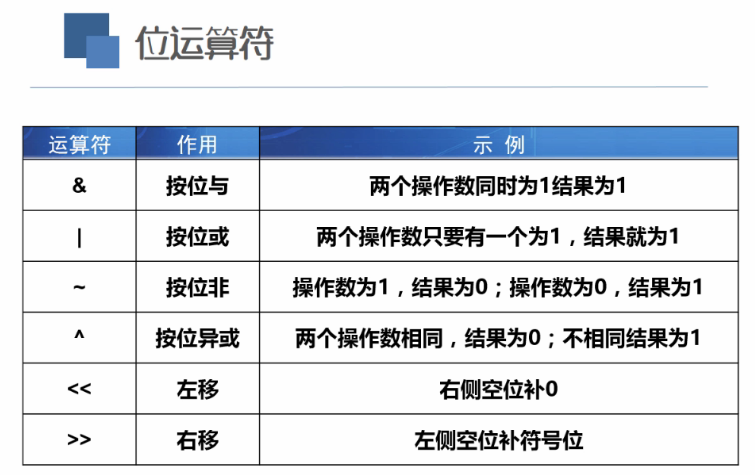 位运算符
运算符 作用 示 例
& 按位与 两个操作数同时为1结果为1
| 按位或 两个操作数只要有一个为1，结果就为1
~ 按位非 操作数为1，结果为0；操作数为0，结果为1
^ 按位异或 两个操作数相同，结果为0；不相同结果为1
<< 左移 右侧空位补0
>> 右移 左侧空位补符号位